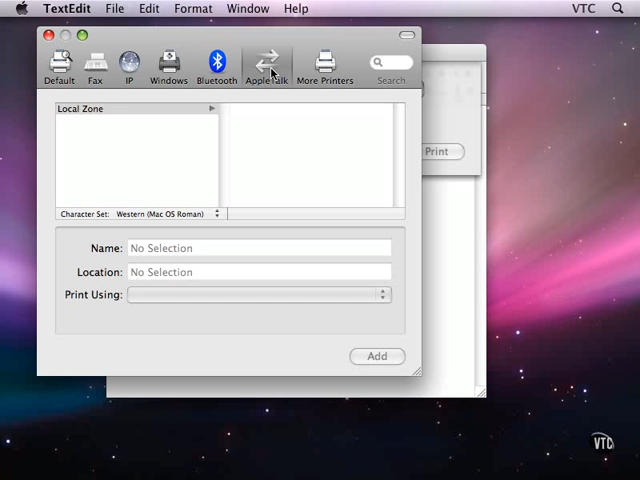 TextEdit File Edit Format Window Help VTC
Default Fax IP Windows Bluetooth AppleTalk More Printers Search
Local Zone
Print
Character Set: Western (Mac OS Roman)
Name: No Selection
Location: No Selection
Print Using:
Add
VTC